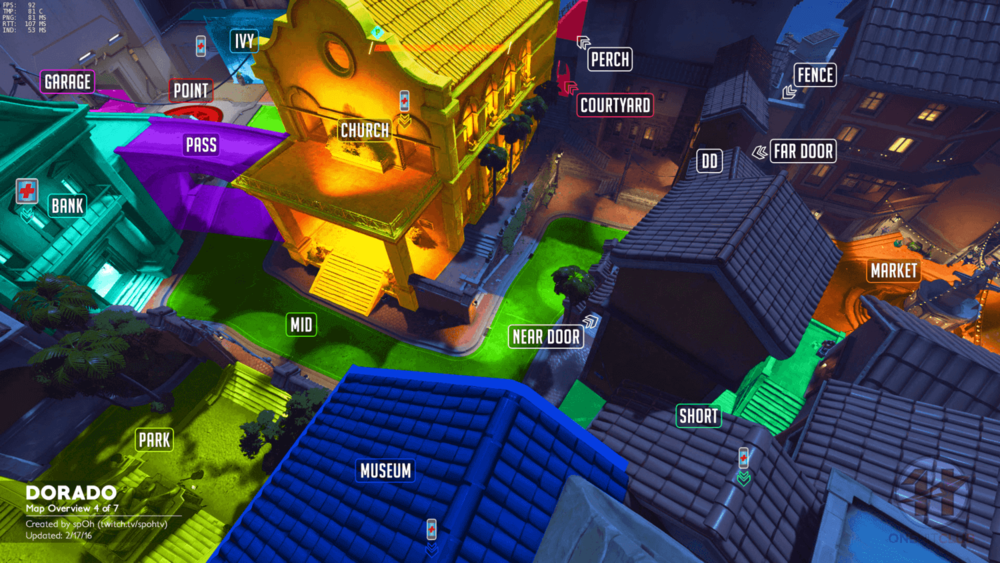 FPS: 92
TMP: 81 C
PNG: 81 MS
RTT: 107 MS
IND: 53 MS
IVY
PERCH
FENCE
GARAGE
POINT
COURTYARD
CHURCH
PASS
FAR DOOR
DD
BANK
MARKET
MID
NEAR DOOR
SHORT
PARK
MUSEUM
DORADO
Map Overview 4 of 7
Created by spOh (twitch.tv/spohtv)
Updated: 2/17/16